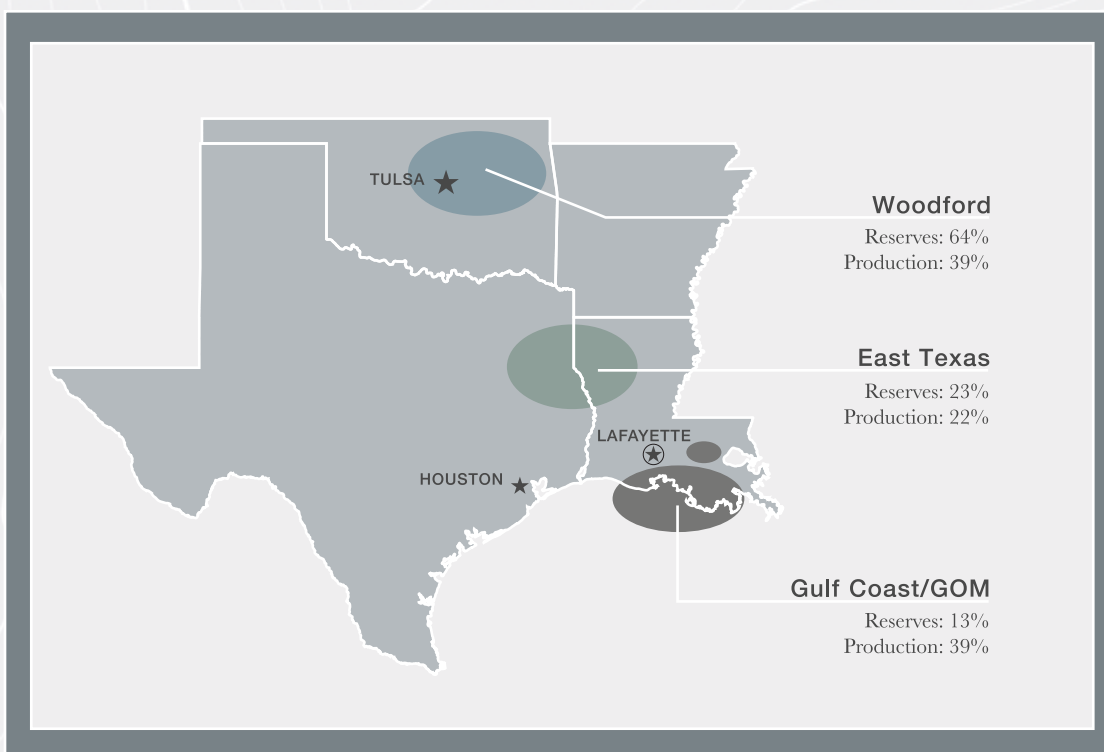 TULSA
Woodford
Reserves: 64%
Production: 39%
East Texas
Reserves: 23%
Production: 22%
LAFAYETTE
HOUSTON
Gulf Coast/GOM
Reserves: 13%
Production: 39%